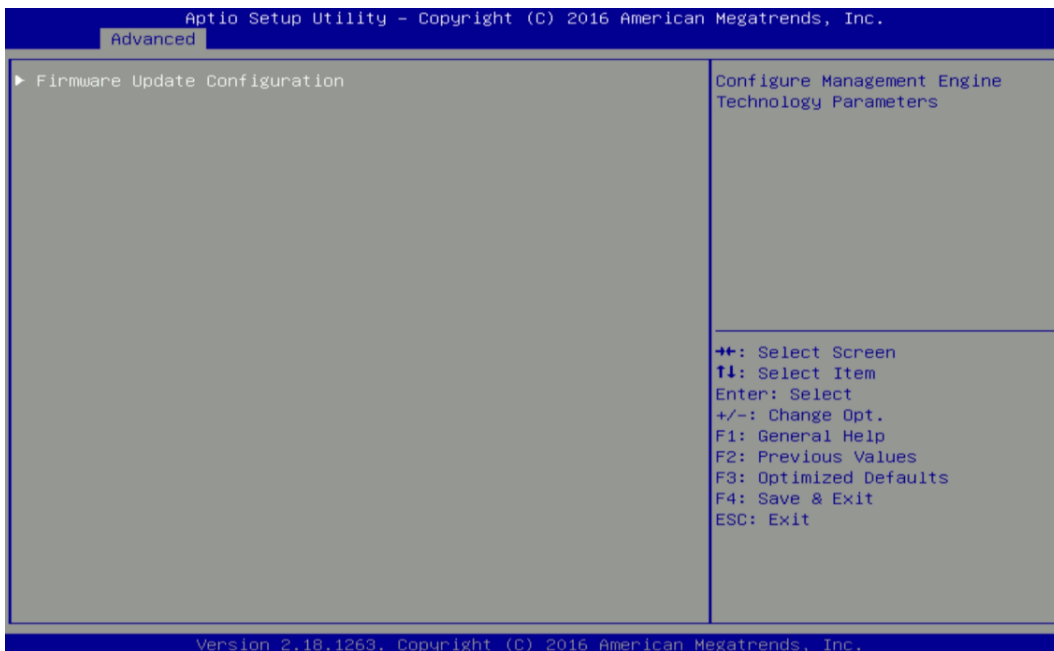 Aptio Setup Utility – Copyright (C) 2016 American Megatrends, Inc.
Advanced
▶ Firmware Update Configuration
Configure Management Engine
Technology Parameters
→←: Select Screen
↑↓: Select Item
Enter: Select
+/-: Change Opt.
F1: General Help
F2: Previous Values
F3: Optimized Defaults
F4: Save & Exit
ESC: Exit
Version 2.18.1263. Copyright (C) 2016 American Megatrends, Inc.